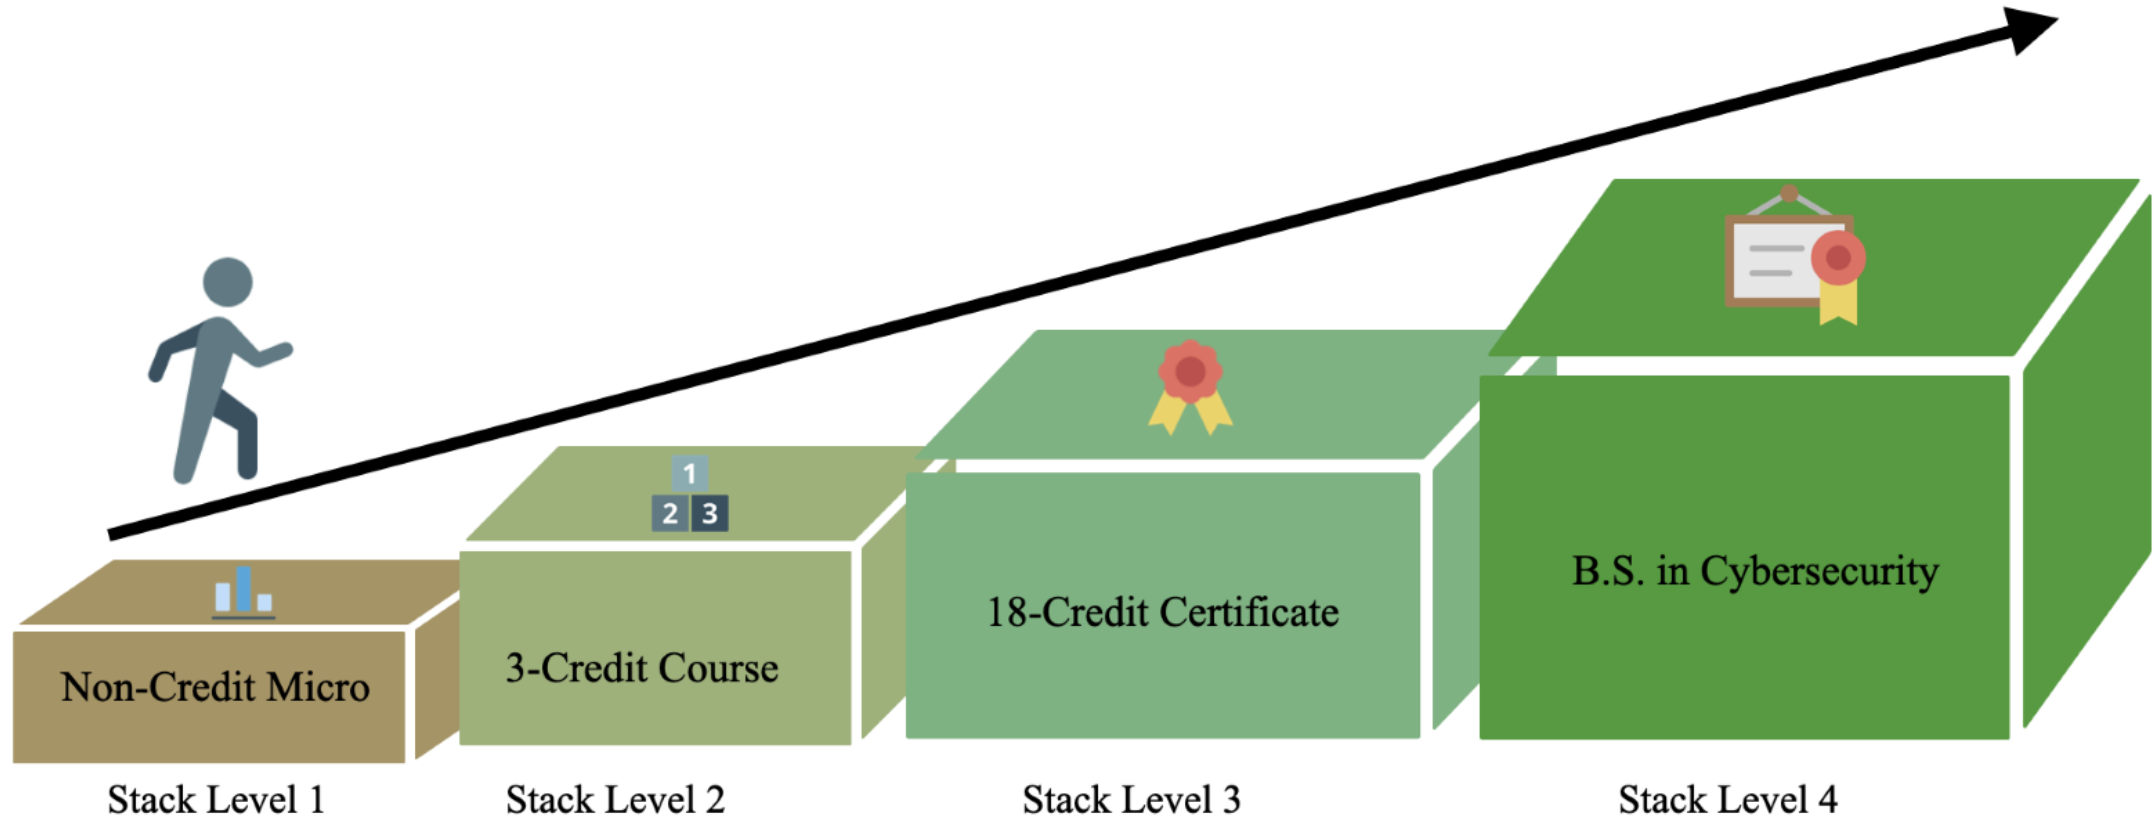 1
2 3
Non-Credit Micro
3-Credit Course
18-Credit Certificate
B.S. in Cybersecurity
Stack Level 1
Stack Level 2
Stack Level 3
Stack Level 4